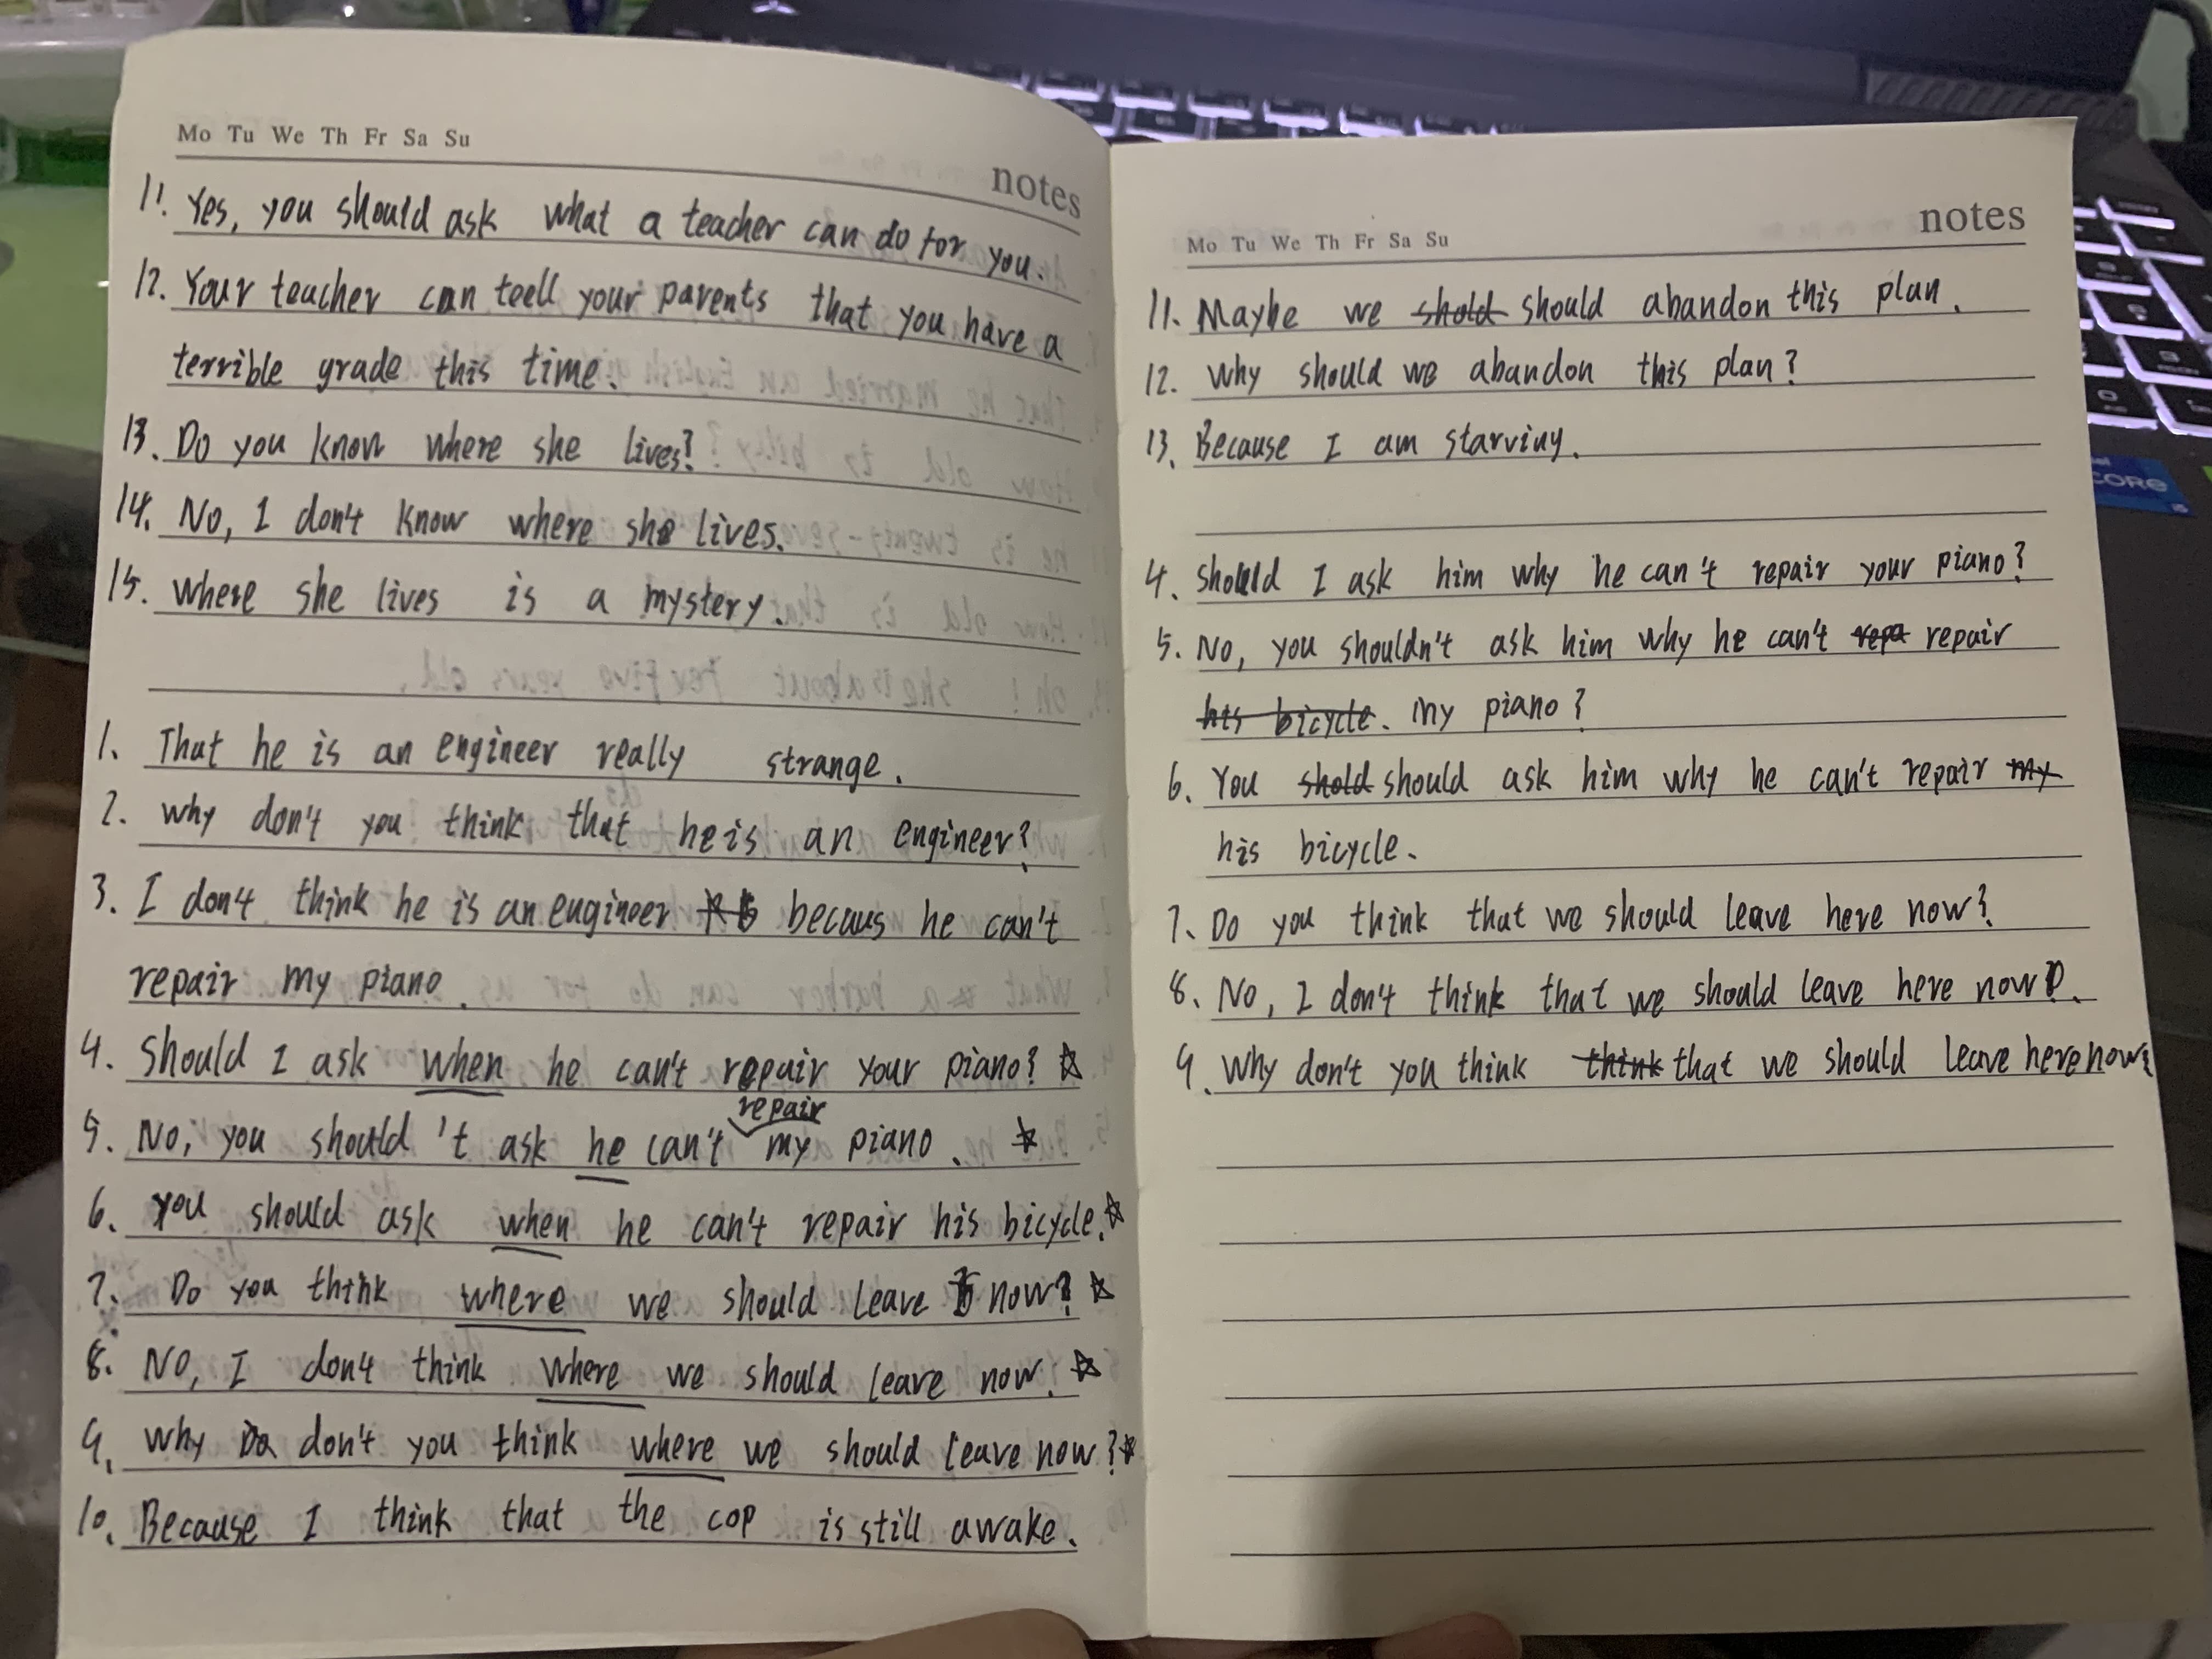 Mo Tu We Th Fr Sa Su
notes
11. Yes, you should ask what a teacher can do for you.
12. Your teacher can teell your parents that you have a
terrible grade this time.
13. Do you know where she lives?
14. No, I don't know where she lives.
15. where she lives is a mystery.
1. That he is an engineer really strange.
2. why don't you think that he is an engineer?
3. I don't think he is an engineer becaus he can't
repair my piano.
4. Should I ask when he can't repair your piano? ☆
repair
5. No, you should 't ask he can't my piano. ☆
6. you should ask when he can't repair his bicycle. ☆
7. Do you think where we should leave now? ☆
8. NO, I don't think where we should leave now. ☆
9. why Do don't you think where we should leave now? ☆
10. Because I think that the cop is still awake.
Mo Tu We Th Fr Sa Su
notes
11. Maybe we shold should abandon this plan.
12. Why should we abandon this plan?
13. Because I am starving.
4. Should I ask him why he can't repair your piano?
5. No, you shouldn't ask him why he can't repa repair
his bicycle. my piano?
6. You shold should ask him why he can't repair my
his bicycle.
7. Do you think that we should leave here now?
8. No, I don't think that we should leave here now.
9. Why don't you think think that we should leave here now?
CORE